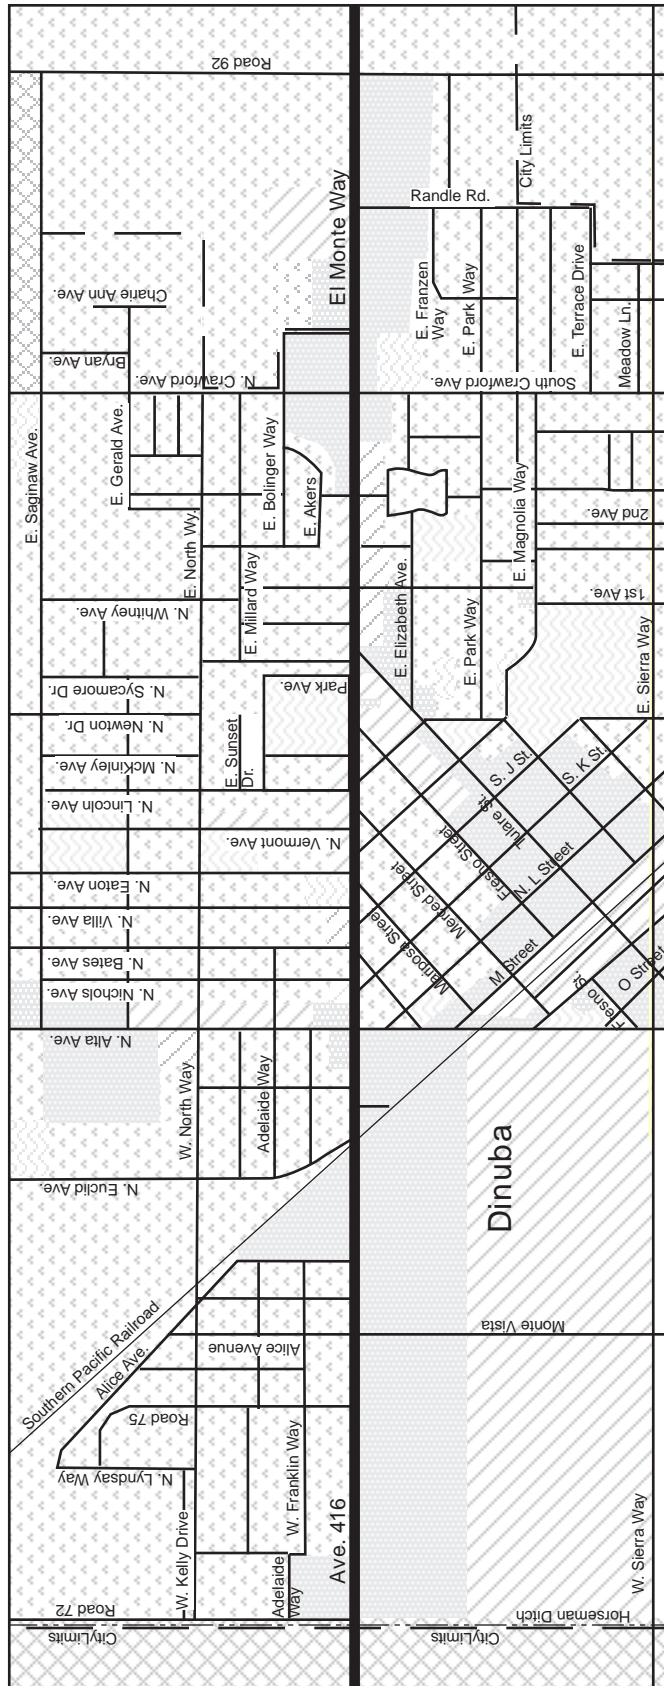 Road 92
City Limits
El Monte Way
Randle Rd.
E. Franzen
Way
E. Park Way
E. Terrace Drive
Meadow Ln.
Charie Ann Ave.
Bryan Ave.
N. Crawford Ave.
South Crawford Ave.
E. Saginaw Ave.
E. Gerald Ave.
E. North Wy.
E. Bolinger Way
E. Akers
E. Millard Way
E. Elizabeth Ave.
E. Park Way
E. Magnolia Way
2nd Ave.
1st Ave.
E. Sierra Way
N. Whitney Ave.
N. Sycamore Dr.
Park Ave.
N. Newton Dr.
E. Sunset
Dr.
N. McKinley Ave.
N. Lincoln Ave
N. Vermont Ave.
S. J St.
S. K St.
Tulare St.
Fresno Street
Merced Street
Mariposa Street
N. L Street
M Street
O Street
Fresno St.
N. Eaton Ave.
N. Villa Ave
N. Bates Ave
N. Nichols Ave
N. Alta Ave.
W. North Way
Adelaide Way
N. Euclid Ave.
Dinuba
Southern Pacific Railroad
Alice Ave.
Alice Avenue
Monte Vista
Road 75
N. Lyndsay Way
W. Franklin Way
W. Kelly Drive
Adelaide
Way
Ave. 416
W. Sierra Way
Road 72
Horseman Ditch
CityLimits
CityLimits